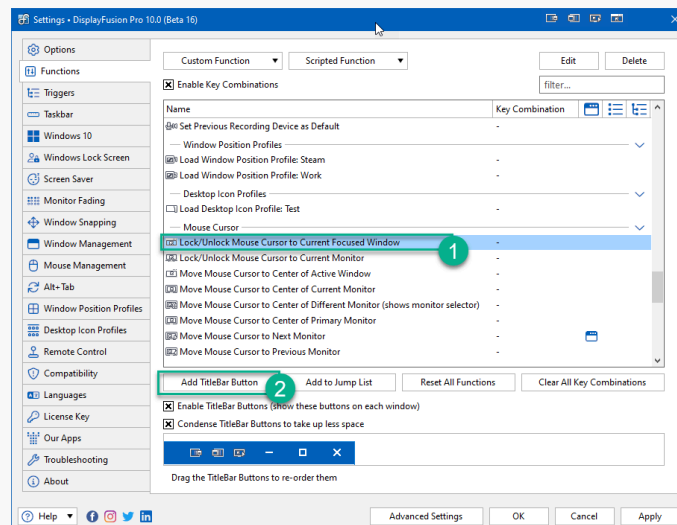 Settings • DisplayFusion Pro 10.0 (Beta 16)
Options
Functions
Triggers
Taskbar
Windows 10
Windows Lock Screen
Screen Saver
Monitor Fading
Window Snapping
Window Management
Mouse Management
Alt+Tab
Window Position Profiles
Desktop Icon Profiles
Remote Control
Compatibility
Languages
License Key
Our Apps
Troubleshooting
About
Custom Function Scripted Function Edit Delete
Enable Key Combinations filter...
Name Key Combination
Set Previous Recording Device as Default -
Window Position Profiles
Load Window Position Profile: Steam -
Load Window Position Profile: Work -
Desktop Icon Profiles
Load Desktop Icon Profile: Test -
Mouse Cursor
Lock/Unlock Mouse Cursor to Current Focused Window - 1
Lock/Unlock Mouse Cursor to Current Monitor -
Move Mouse Cursor to Center of Active Window -
Move Mouse Cursor to Center of Current Monitor -
Move Mouse Cursor to Center of Different Monitor (shows monitor selector) -
Move Mouse Cursor to Center of Primary Monitor -
Move Mouse Cursor to Next Monitor -
Move Mouse Cursor to Previous Monitor -
Add TitleBar Button 2 Add to Jump List Reset All Functions Clear All Key Combinations
Enable TitleBar Buttons (show these buttons on each window)
Condense TitleBar Buttons to take up less space
Drag the TitleBar Buttons to re-order them
Help Advanced Settings OK Cancel Apply